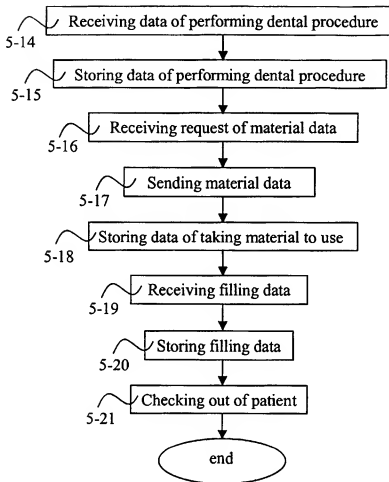 Receiving data of performing dental procedure
5-14
Storing data of performing dental procedure
5-15
Receiving request of material data
5-16
Sending material data
5-17
Storing data of taking material to use
5-18
Receiving filling data
5-19
Storing filling data
5-20
Checking out of patient
5-21
end